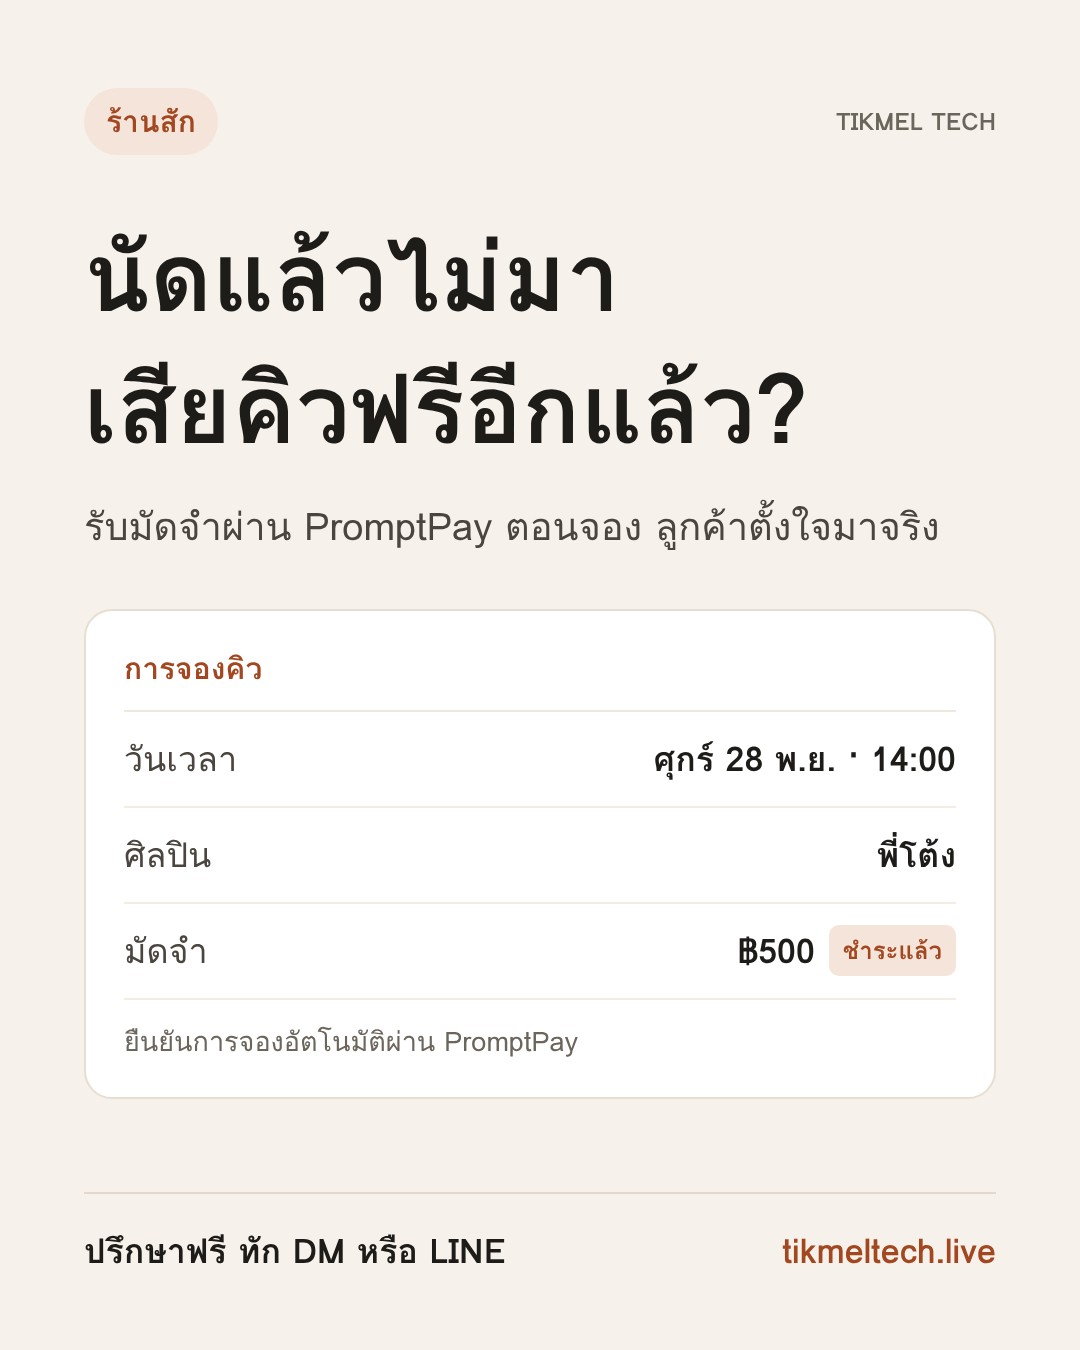 ร้านสัก
TIKMEL TECH
นัดแล้วไม่มา
เสียคิวฟรีอีกแล้ว?
รับมัดจำผ่าน PromptPay ตอนจอง ลูกค้าตั้งใจมาจริง
การจองคิว
วันเวลา ศุกร์ 28 พ.ย. · 14:00
ศิลปิน พี่โต้ง
มัดจำ ฿500 ชำระแล้ว
ยืนยันการจองอัตโนมัติผ่าน PromptPay
ปรึกษาฟรี ทัก DM หรือ LINE
tikmeltech.live